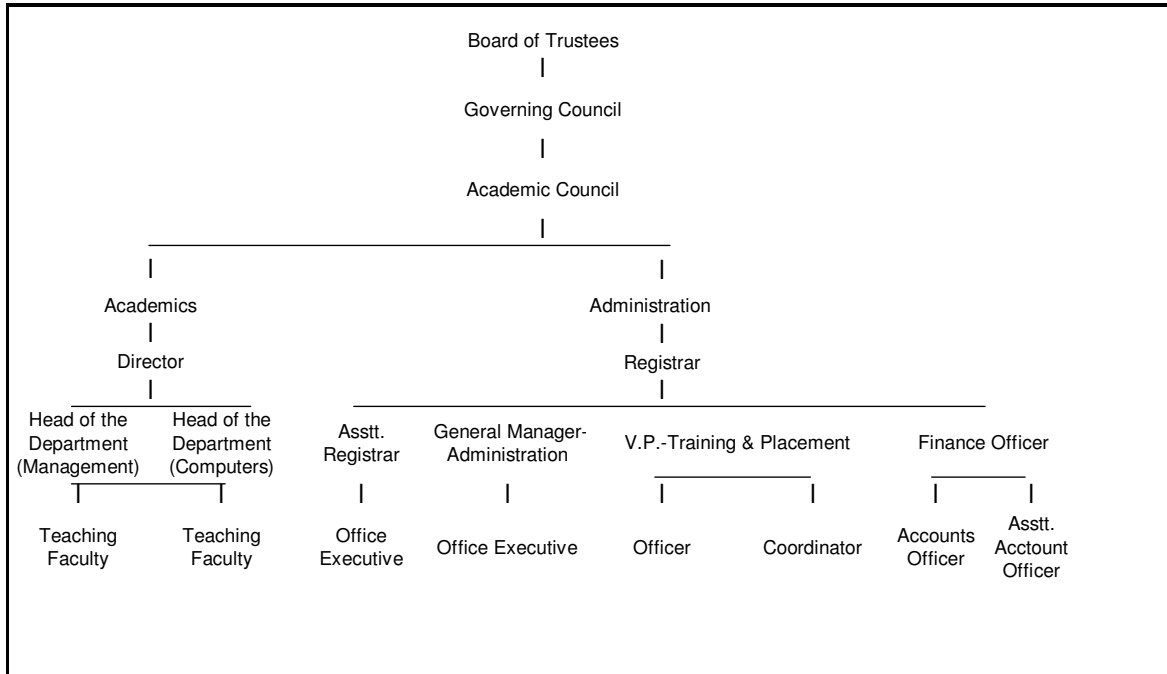 Board of Trustees
Governing Council
Academic Council
Academics
Administration
Director
Registrar
Head of the
Department
(Management)
Head of the
Department
(Computers)
Asstt.
Registrar
General Manager-
Administration
V.P.-Training & Placement
Finance Officer
Teaching
Faculty
Teaching
Faculty
Office
Executive
Office Executive
Officer
Coordinator
Accounts
Officer
Asstt.
Acctount
Officer